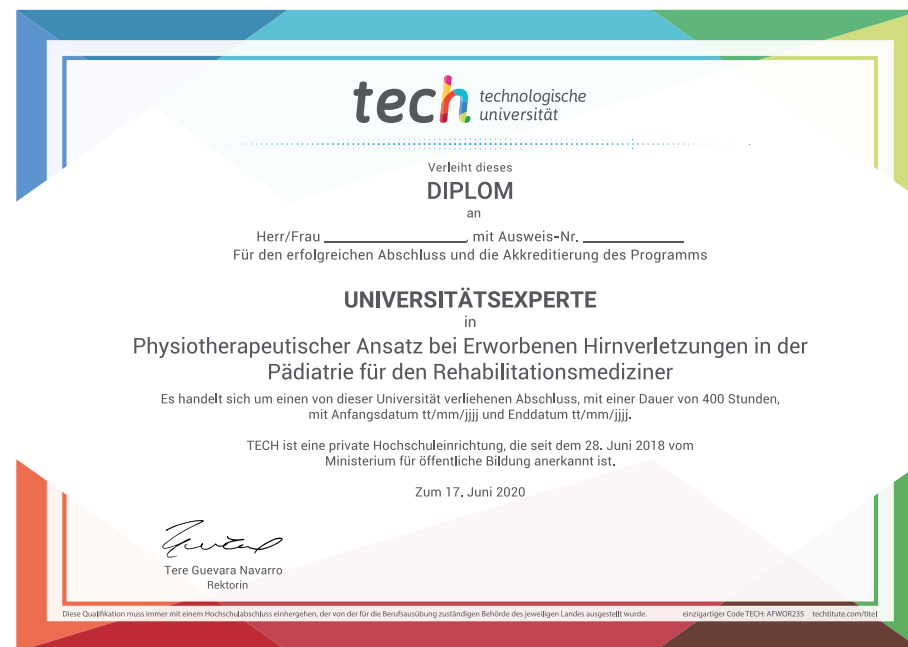 tech technologische
universität
Verleiht dieses
DIPLOM
an
Herr/Frau ____________________, mit Ausweis-Nr. ______________
Für den erfolgreichen Abschluss und die Akkreditierung des Programms
UNIVERSITÄTSEXPERTE
in
Physiotherapeutischer Ansatz bei Erworbenen Hirnverletzungen in der
Pädiatrie für den Rehabilitationsmediziner
Es handelt sich um einen von dieser Universität verliehenen Abschluss, mit einer Dauer von 400 Stunden,
mit Anfangsdatum tt/mm/jjjj und Enddatum tt/mm/jjjj.
TECH ist eine private Hochschuleinrichtung, die seit dem 28. Juni 2018 vom
Ministerium für öffentliche Bildung anerkannt ist.
Zum 17. Juni 2020
Tere Guevara Navarro
Rektorin
Diese Qualifikation muss immer mit einem Hochschulabschluss einhergehen, der von der für die Berufsausübung zuständigen Behörde des jeweiligen Landes ausgestellt wurde. einzigartiger Code TECH: AFWOR23S techtitute.com/titel